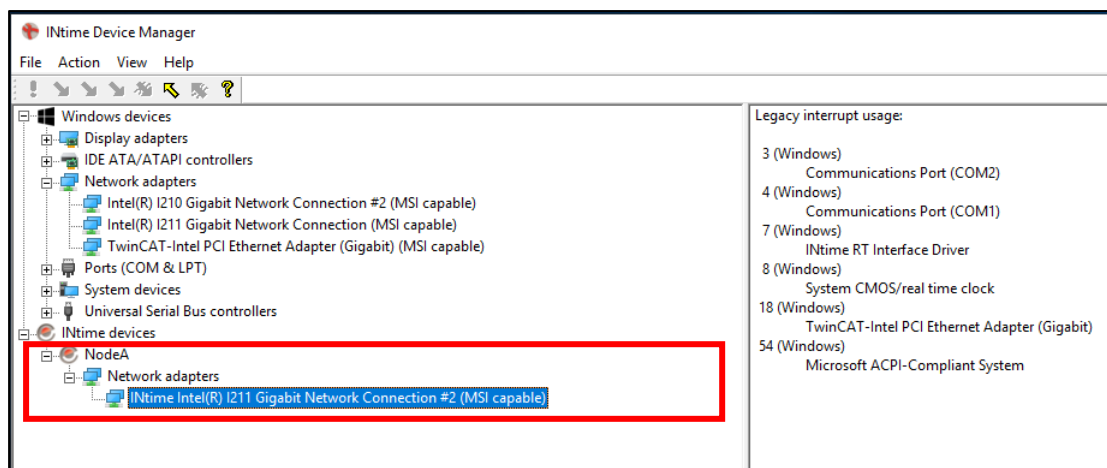 INtime Device Manager
File Action View Help
Windows devices
Display adapters
IDE ATA/ATAPI controllers
Network adapters
Intel(R) I210 Gigabit Network Connection #2 (MSI capable)
Intel(R) I211 Gigabit Network Connection (MSI capable)
TwinCAT-Intel PCI Ethernet Adapter (Gigabit) (MSI capable)
Ports (COM & LPT)
System devices
Universal Serial Bus controllers
INtime devices
NodeA
Network adapters
INtime Intel(R) I211 Gigabit Network Connection #2 (MSI capable)
Legacy interrupt usage:
3 (Windows)
Communications Port (COM2)
4 (Windows)
Communications Port (COM1)
7 (Windows)
INtime RT Interface Driver
8 (Windows)
System CMOS/real time clock
18 (Windows)
TwinCAT-Intel PCI Ethernet Adapter (Gigabit)
54 (Windows)
Microsoft ACPI-Compliant System